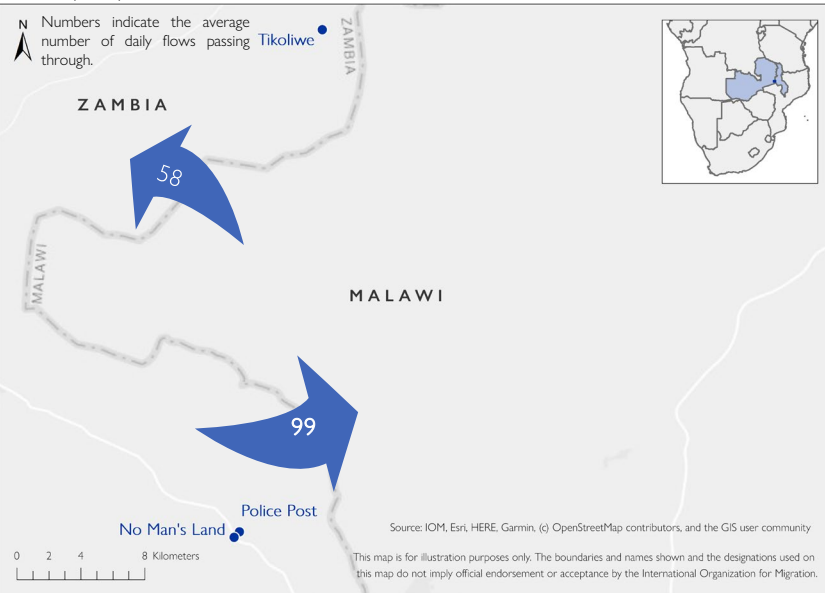 N
Numbers indicate the average
number of daily flows passing
through.
Tikoliwe
ZAMBIA
ZAMBIA
58
MALAWI
MALAWI
99
Police Post
No Man's Land
Source: IOM, Esri, HERE, Garmin, (c) OpenStreetMap contributors, and the GIS user community
0 2 4 8 Kilometers
This map is for illustration purposes only. The boundaries and names shown and the designations used on
this map do not imply official endorsement or acceptance by the International Organization for Migration.